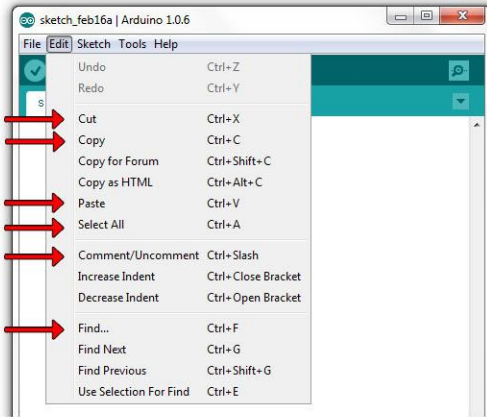 sketch_feb16a | Arduino 1.0.6
File Edit Sketch Tools Help
Undo Ctrl+Z
Redo Ctrl+Y
s
Cut Ctrl+X
Copy Ctrl+C
Copy for Forum Ctrl+Shift+C
Copy as HTML Ctrl+Alt+C
Paste Ctrl+V
Select All Ctrl+A
Comment/Uncomment Ctrl+Slash
Increase Indent Ctrl+Close Bracket
Decrease Indent Ctrl+Open Bracket
Find... Ctrl+F
Find Next Ctrl+G
Find Previous Ctrl+Shift+G
Use Selection For Find Ctrl+E